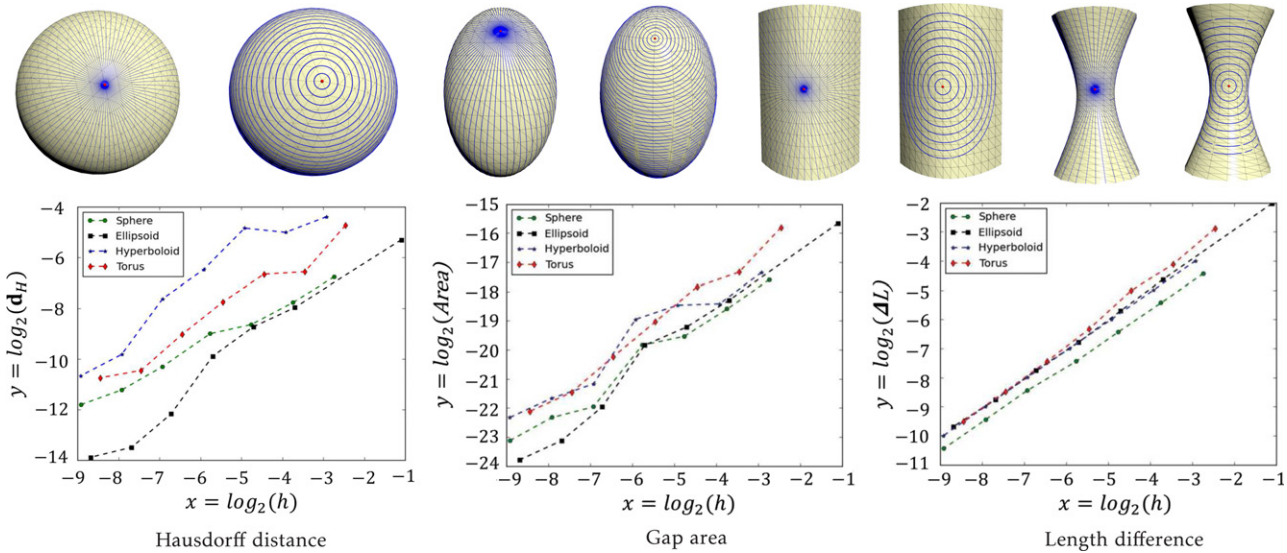 −4
−6
−8
−10
−12
−14
y = log₂(d_H)
Sphere
Ellipsoid
Hyperboloid
Torus
−9 −8 −7 −6 −5 −4 −3 −2 −1
x = log₂(h)
Hausdorff distance
−15
−16
−17
−18
−19
−20
−21
−22
−23
−24
y = log₂(Area)
Sphere
Ellipsoid
Hyperboloid
Torus
−9 −8 −7 −6 −5 −4 −3 −2 −1
x = log₂(h)
Gap area
−2
−3
−4
−5
−6
−7
−8
−9
−10
−11
y = log₂(ΔL)
Sphere
Ellipsoid
Hyperboloid
Torus
−9 −8 −7 −6 −5 −4 −3 −2 −1
x = log₂(h)
Length difference